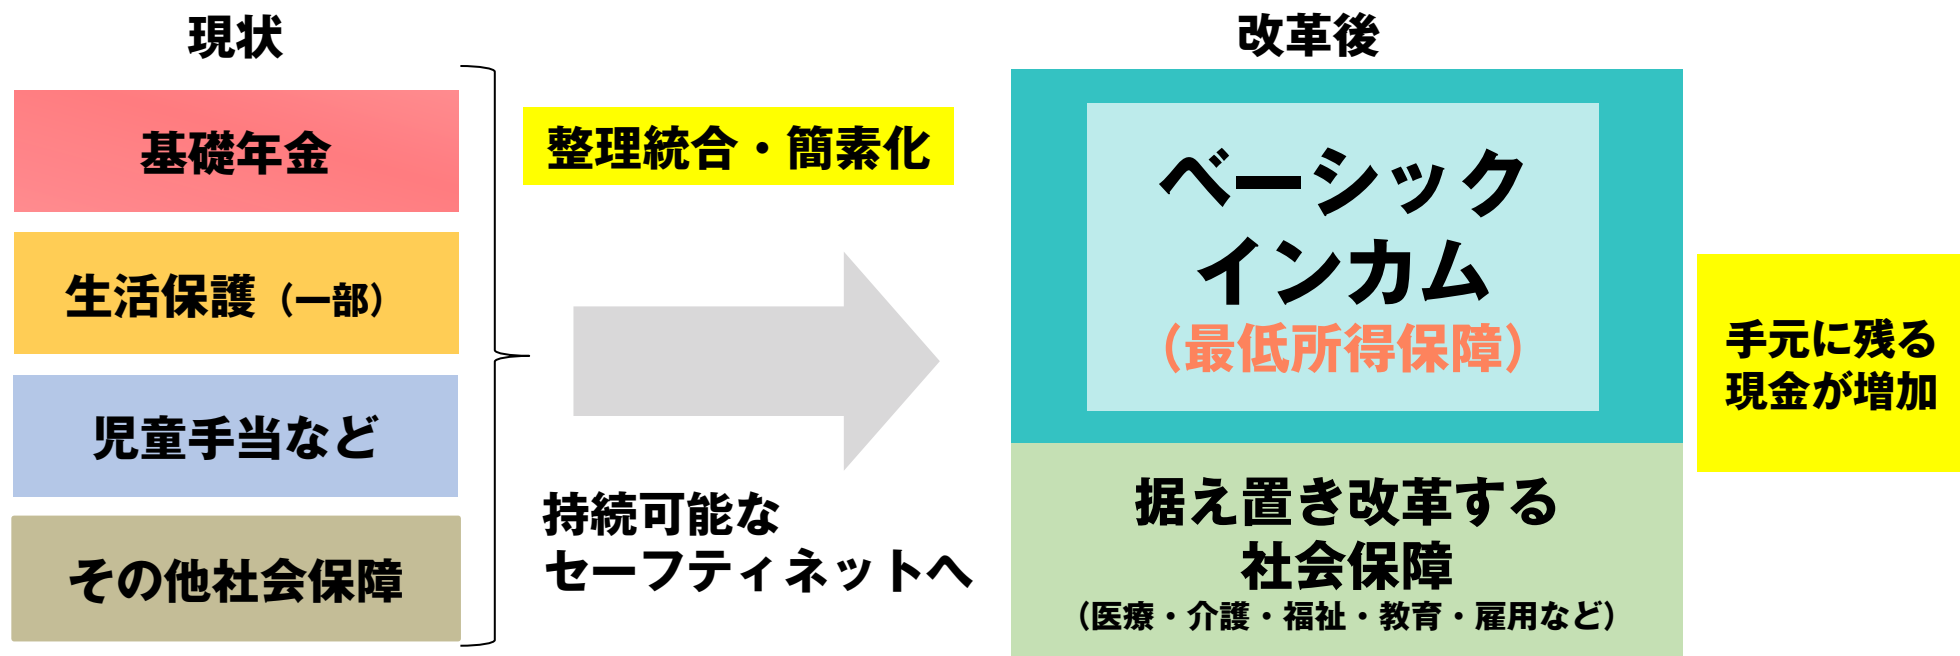 現状
基礎年金
生活保護（一部）
児童手当など
その他社会保障
整理統合・簡素化
持続可能な
セーフティネットへ
改革後
ベーシック
インカム
（最低所得保障）
据え置き改革する
社会保障
（医療・介護・福祉・教育・雇用など）
手元に残る
現金が増加